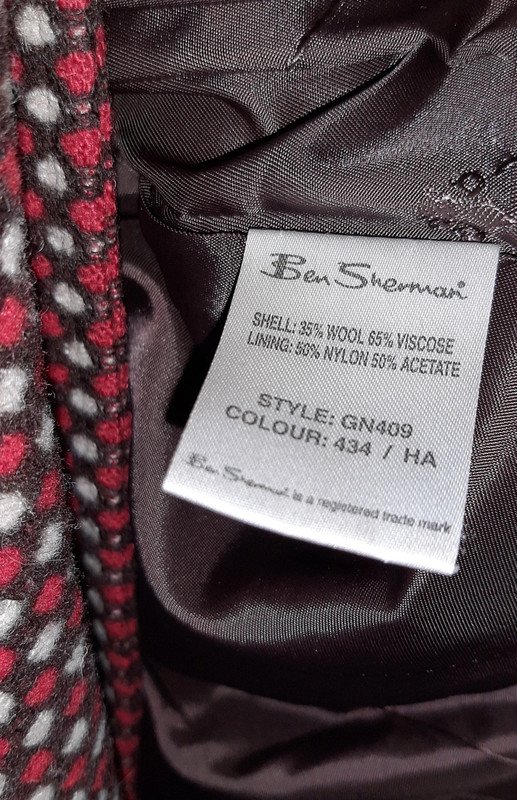 Ben Sherman
SHELL: 35% WOOL 65% VISCOSE
LINING: 50% NYLON 50% ACETATE
STYLE: GN409
COLOUR: 434 / HA
Ben Sherman is a registered trade mark